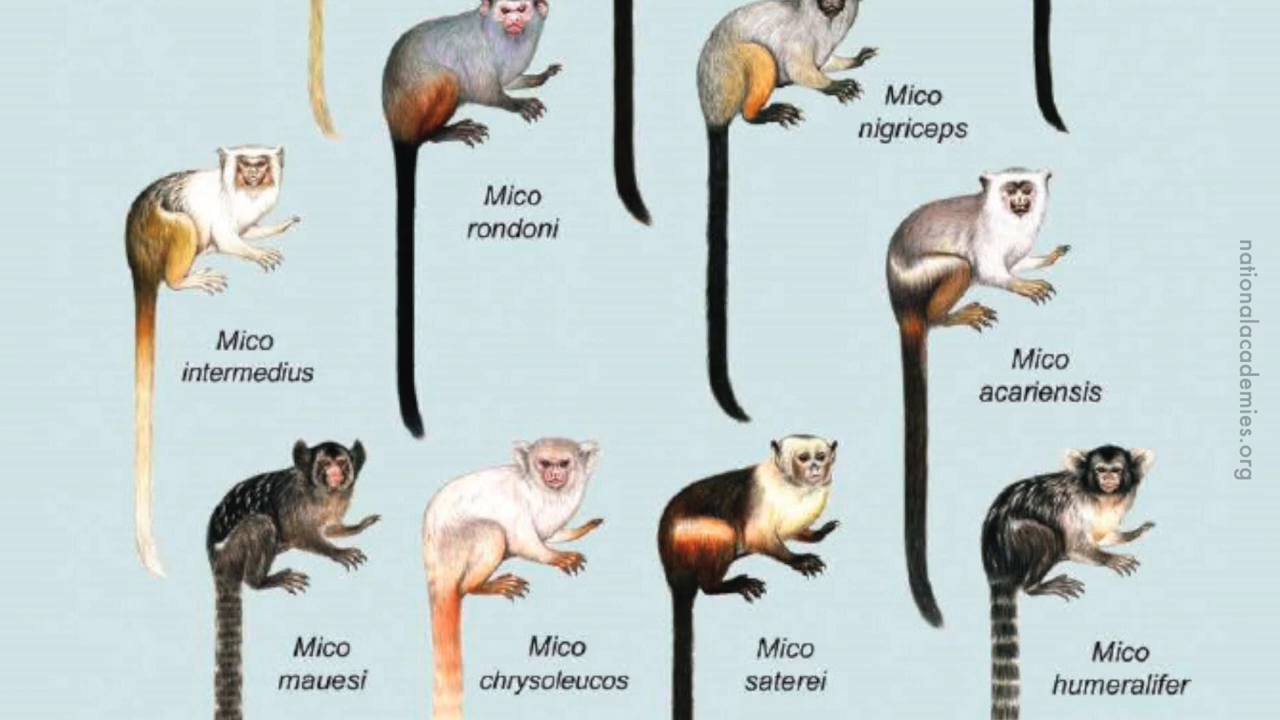 Mico
nigriceps
Mico
rondoni
Mico
intermedius
Mico
acariensis
Mico
mauesi
Mico
chrysoleucos
Mico
saterei
Mico
humeralifer
nationalacademies.org